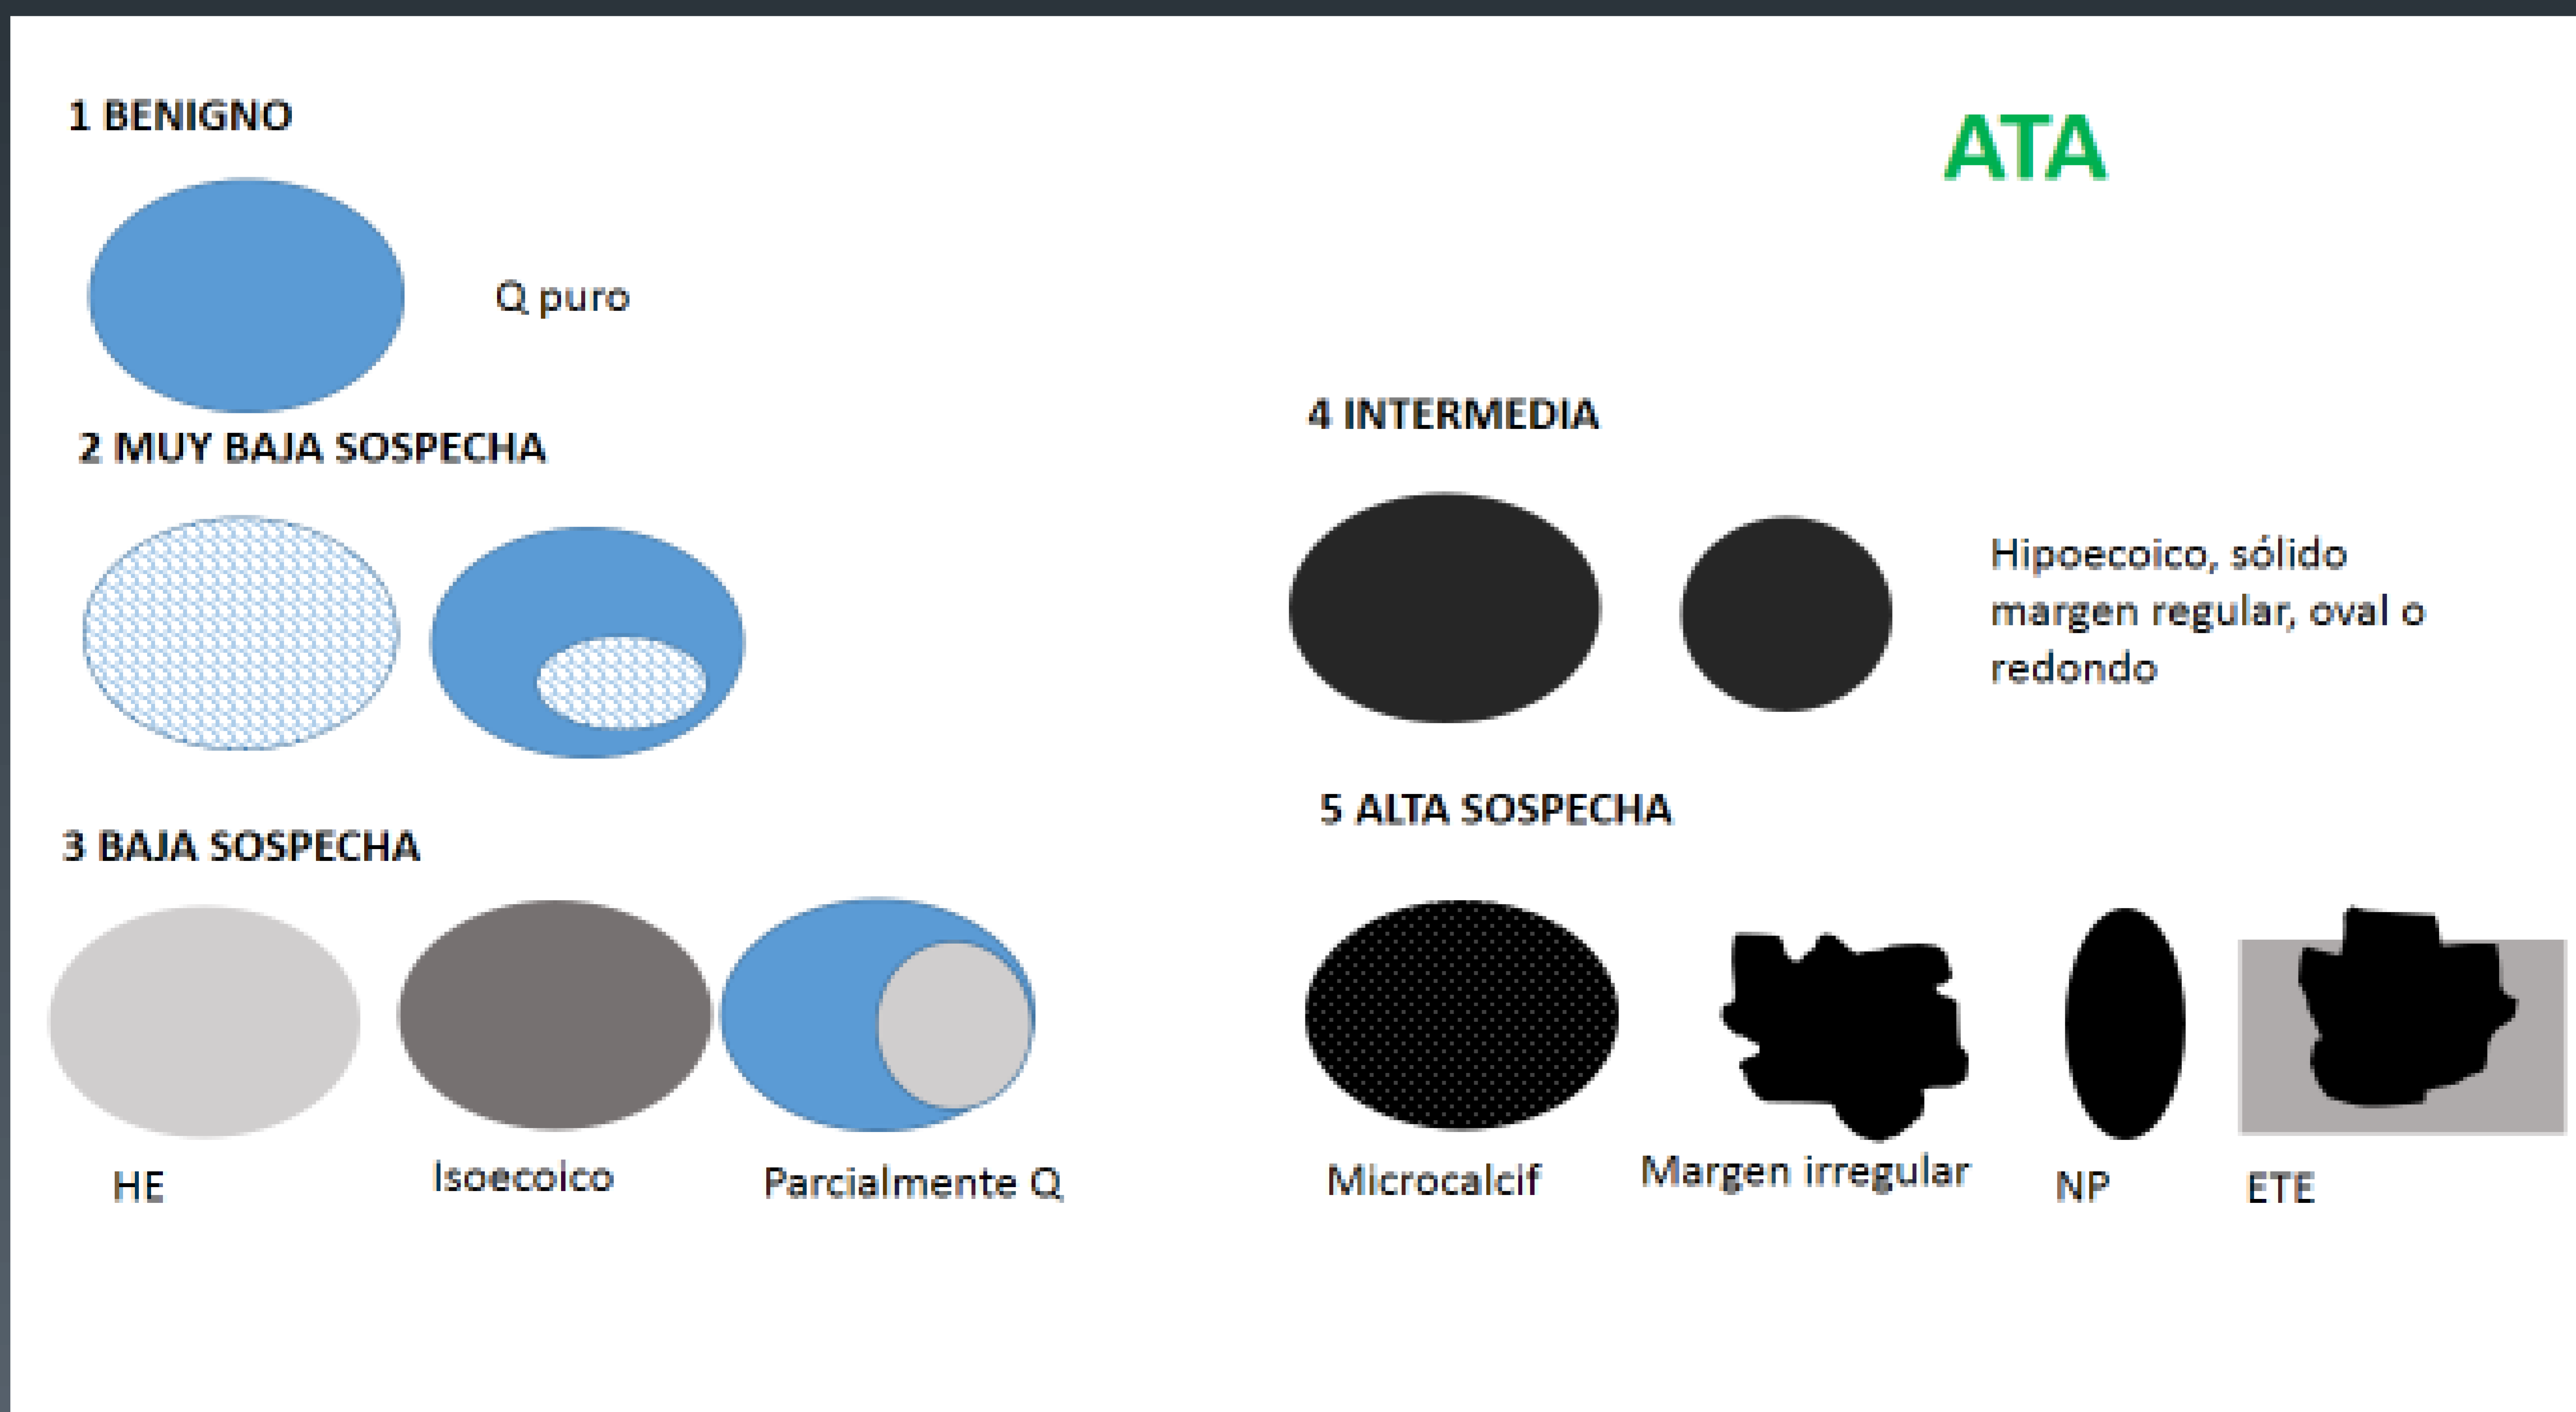 1 BENIGNO
ATA
Q puro
2 MUY BAJA SOSPECHA
3 BAJA SOSPECHA
HE
Isoecoico
Parcialmente Q
4 INTERMEDIA
Hipoecoico, sólido
margen regular, oval o
redondo
5 ALTA SOSPECHA
Microcalcif
Margen irregular
NP
ETE